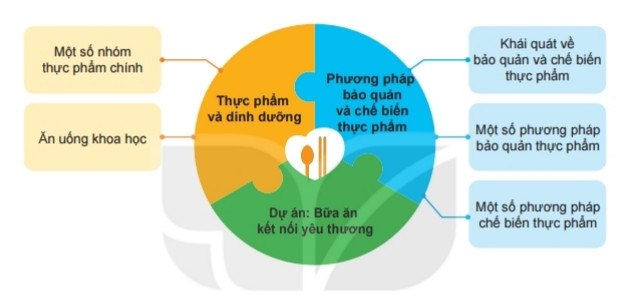 Một số nhóm
thực phẩm chính
Ăn uống khoa học
Thực phẩm
và dinh dưỡng
Phương pháp
bảo quản
và chế biến
thực phẩm
Dự án: Bữa ăn
kết nối yêu thương
Khái quát về
bảo quản và chế biến
thực phẩm
Một số phương pháp
bảo quản thực phẩm
Một số phương pháp
chế biến thực phẩm